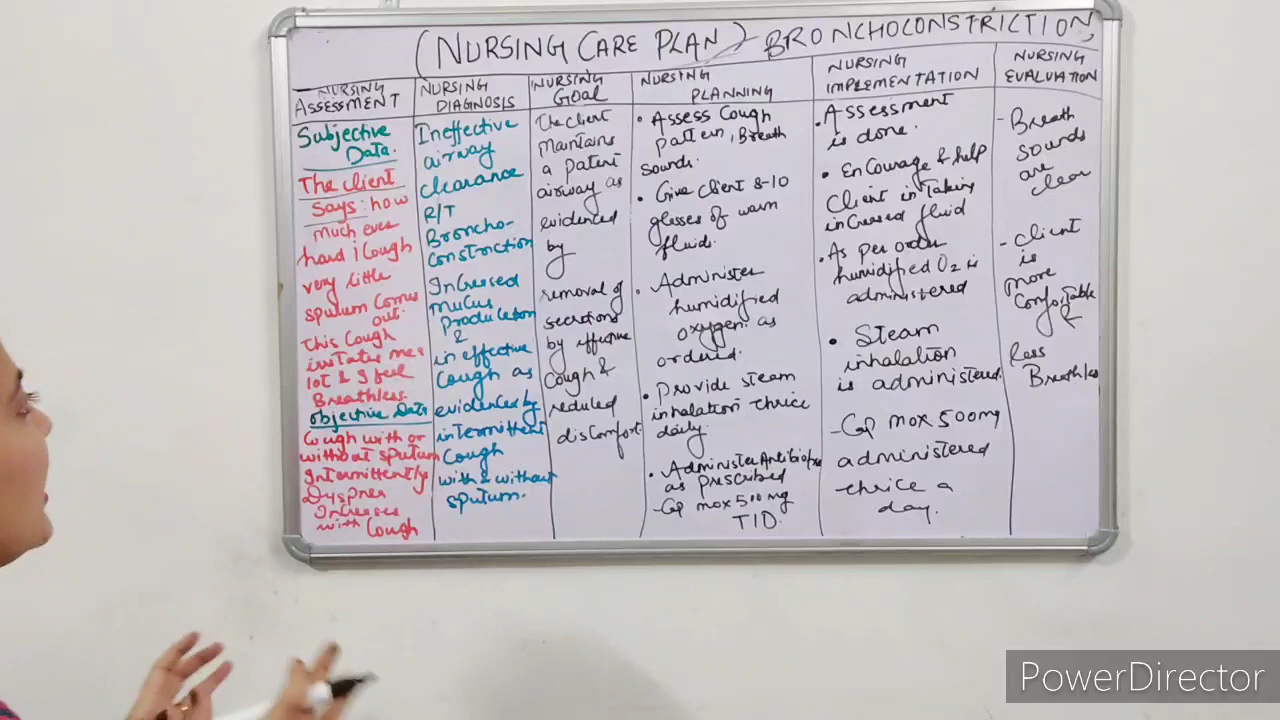 (NURSING CARE PLAN) BRONCHOCONSTRICTION,
NURSING
ASSESSMENT
Subjective
Data.
The client
Says: how
much ever
hard i Cough
very little
sputum Comes
out.
This Cough
irritates me a
lot & I feel
Breathless
objective Data
Cough with or
without sputum
Intermittently
Dyspnea
Increases
with Cough
NURSING
DIAGNOSIS
Ineffective
airway
clearance
R/T
Broncho-
constriction
Increased
mucus
Production
&
in effective
Cough as
evidenced by
intermittent
Cough
with & without
sputum.
NURSING
GOAL
The client
maintains
a patent
airway as
evidenced
by
removal of
secretions
by effective
Cough &
reduced
discomfort
NURSING
PLANNING
• Assess Cough
pattern, Breath
sounds.
• Give client 8-10
glasses of warm
fluids.
• Administer
humidified
oxygen as
ordered.
• Provide steam
inhalation thrice
daily
• Administer Antibiotics
as prescribed
- Cap mox 500 mg
TID.
NURSING
IMPLEMENTATION
• Assessment
is done.
• Encourage & help
Client in Taking
increased fluid
• As per order
humidified O2 is
administered
• Steam
inhalation
is administered
- Cap mox 500mg
administered
thrice a
day.
NURSING
EVALUATION
- Breath
sounds
are
clear
- client
is
more
Comfortable
&
less
Breathless
PowerDirector